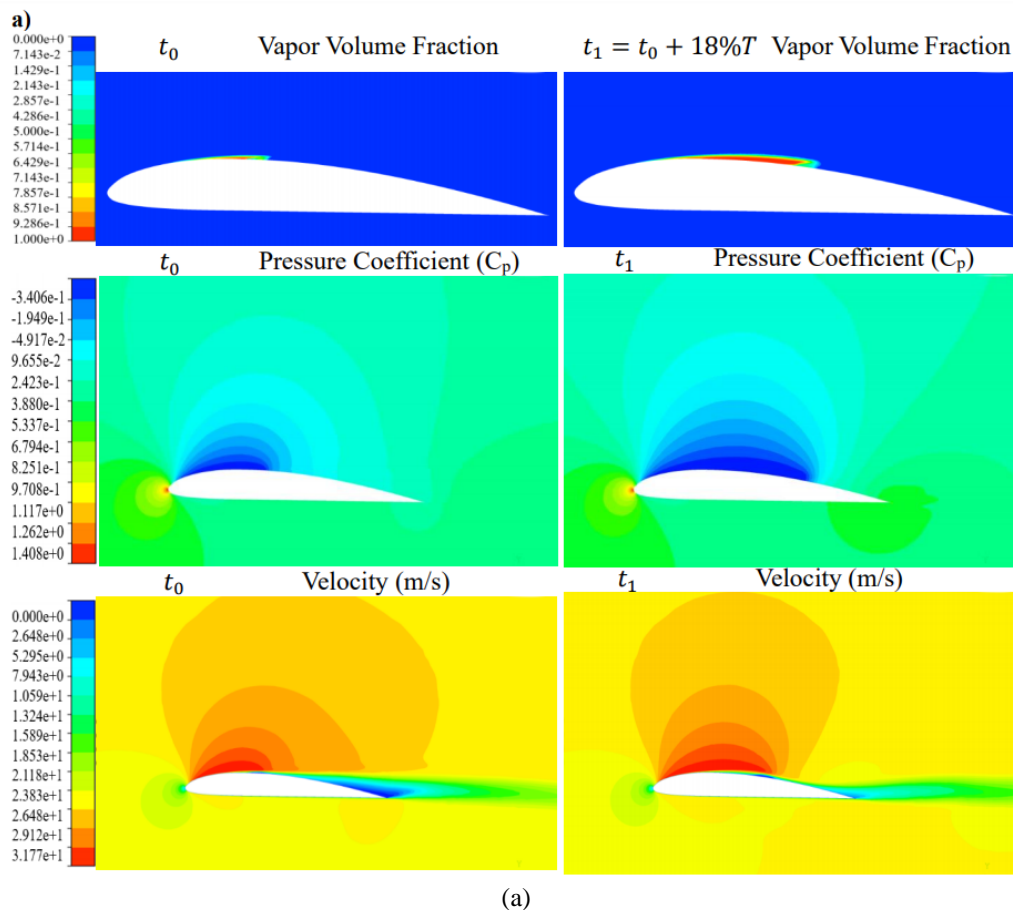 a)
t₀ Vapor Volume Fraction
t₁ = t₀ + 18%T Vapor Volume Fraction
0.000e+0
7.143e-2
1.429e-1
2.143e-1
2.857e-1
4.286e-1
5.000e-1
5.714e-1
6.429e-1
7.143e-1
7.857e-1
8.571e-1
9.286e-1
1.000e+0
t₀ Pressure Coefficient (Cₚ)
t₁ Pressure Coefficient (Cₚ)
-3.406e-1
-1.949e-1
-4.917e-2
9.655e-2
2.423e-1
3.880e-1
5.337e-1
6.794e-1
8.251e-1
9.708e-1
1.117e+0
1.262e+0
1.408e+0
t₀ Velocity (m/s)
t₁ Velocity (m/s)
0.000e+0
2.648e+0
5.295e+0
7.943e+0
1.059e+1
1.324e+1
1.589e+1
1.853e+1
2.118e+1
2.383e+1
2.648e+1
2.912e+1
3.177e+1
(a)